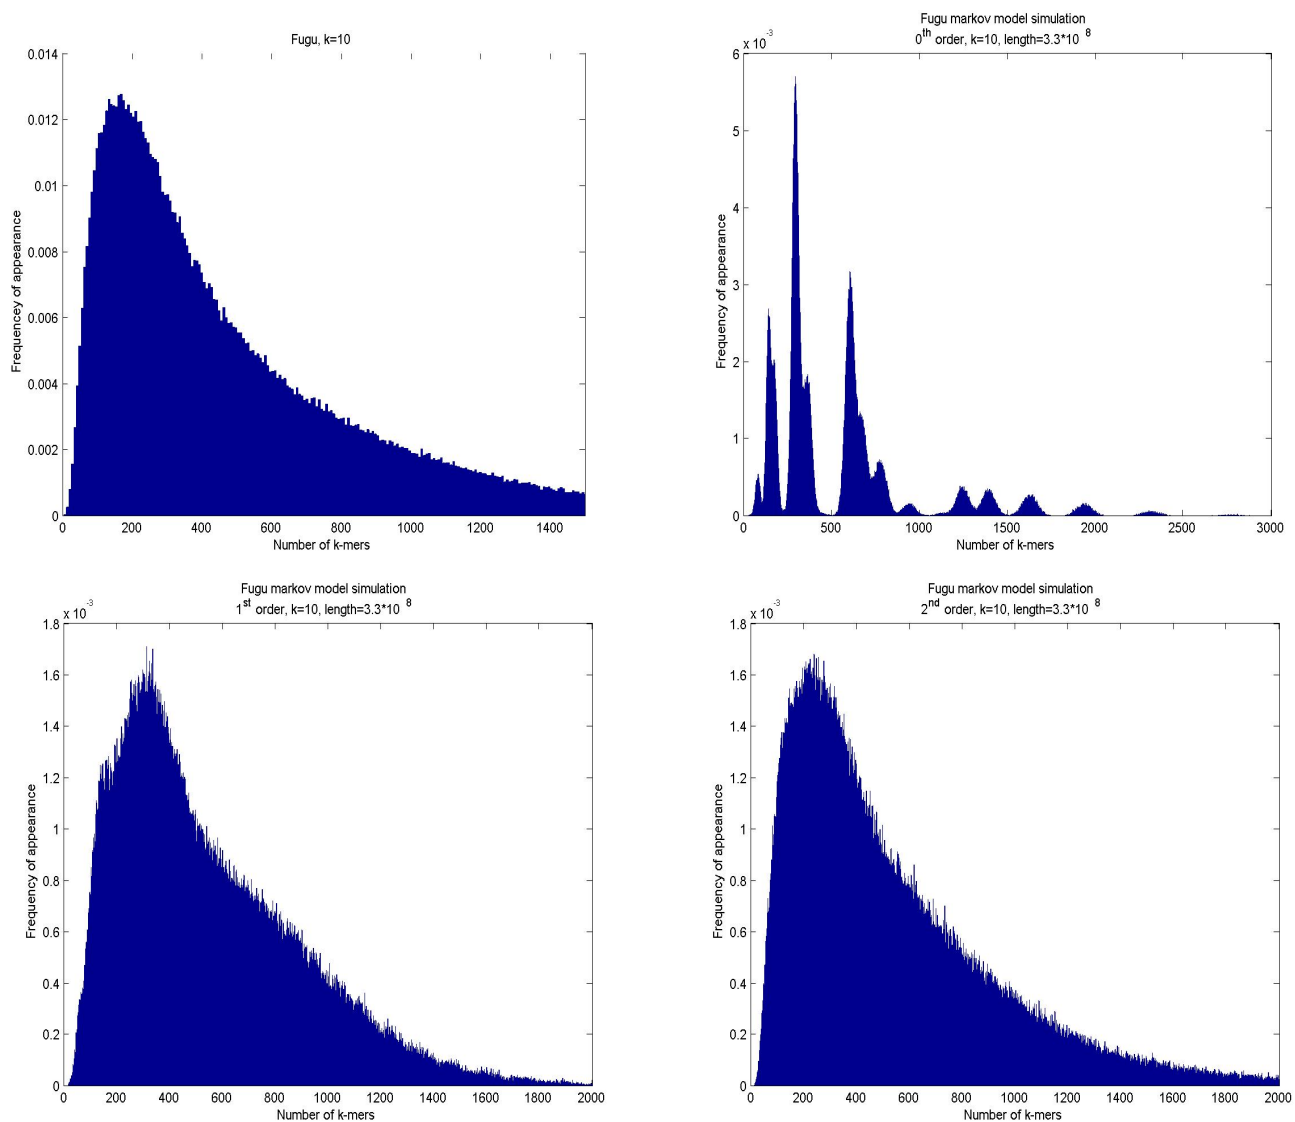 Fugu, k=10
0.014
0.012
0.01
0.008
0.006
0.004
0.002
0
Frequencey of appearance
0 200 400 600 800 1000 1200 1400
Number of k-mers
Fugu markov model simulation
0th order, k=10, length=3.3*10 8
x 10 -3
6
5
4
3
2
1
0
Frequency of appearance
0 500 1000 1500 2000 2500 3000
Number of k-mers
Fugu markov model simulation
1st order, k=10, length=3.3*10 8
x 10 -3
1.8
1.6
1.4
1.2
1
0.8
0.6
0.4
0.2
0
Frequency of appearance
0 200 400 600 800 1000 1200 1400 1600 1800 2000
Number of k-mers
Fugu markov model simulation
2nd order, k=10, length=3.3*10 8
x 10 -3
1.8
1.6
1.4
1.2
1
0.8
0.6
0.4
0.2
0
Frequency of appearance
0 200 400 600 800 1000 1200 1400 1600 1800 2000
Number of k-mers